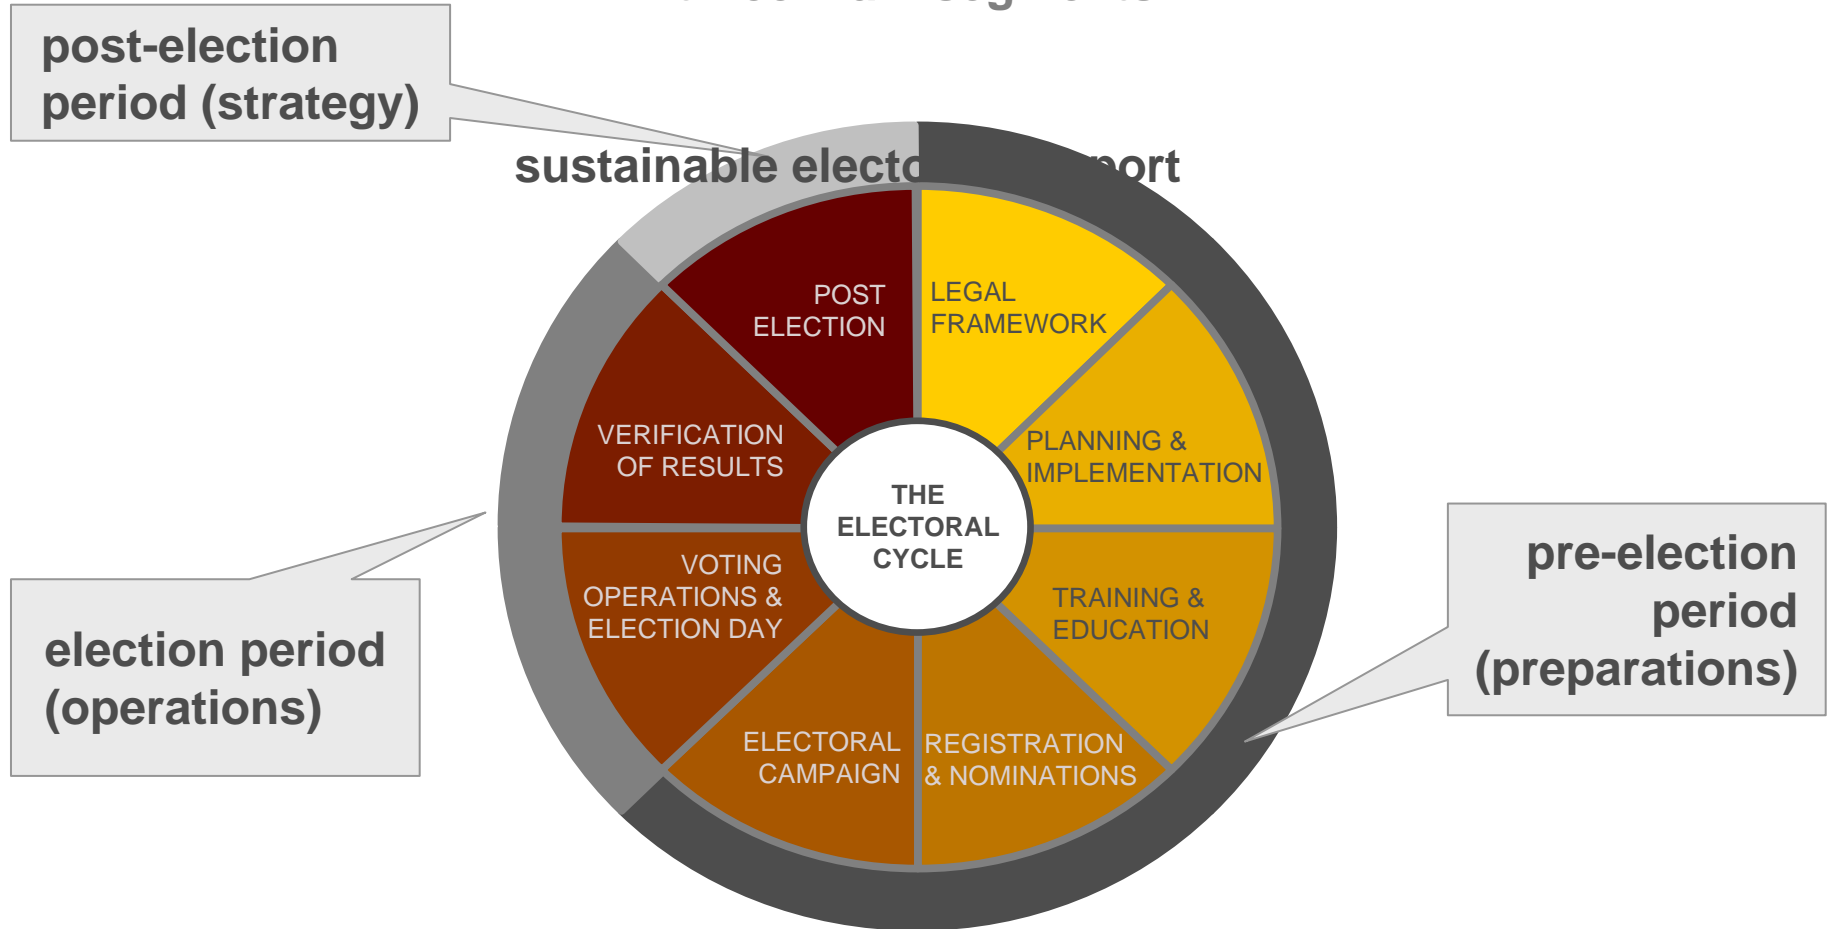 post-election
period (strategy)
sustainable electo port
POST
ELECTION
LEGAL
FRAMEWORK
VERIFICATION
OF RESULTS
PLANNING &
IMPLEMENTATION
THE
ELECTORAL
CYCLE
VOTING
OPERATIONS &
ELECTION DAY
TRAINING &
EDUCATION
ELECTORAL
CAMPAIGN
REGISTRATION
& NOMINATIONS
election period
(operations)
pre-election
period
(preparations)